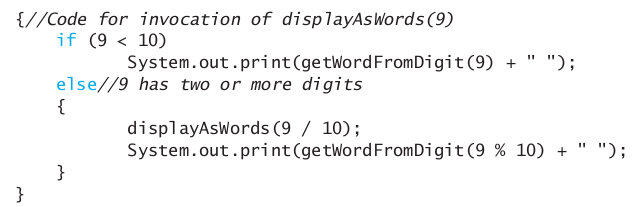 {//Code for invocation of displayAsWords(9)
if (9 < 10)
System.out.print(getWordFromDigit(9) + " ");
else//9 has two or more digits
{
displayAsWords(9 / 10);
System.out.print(getWordFromDigit(9 % 10) + " ");
}
}